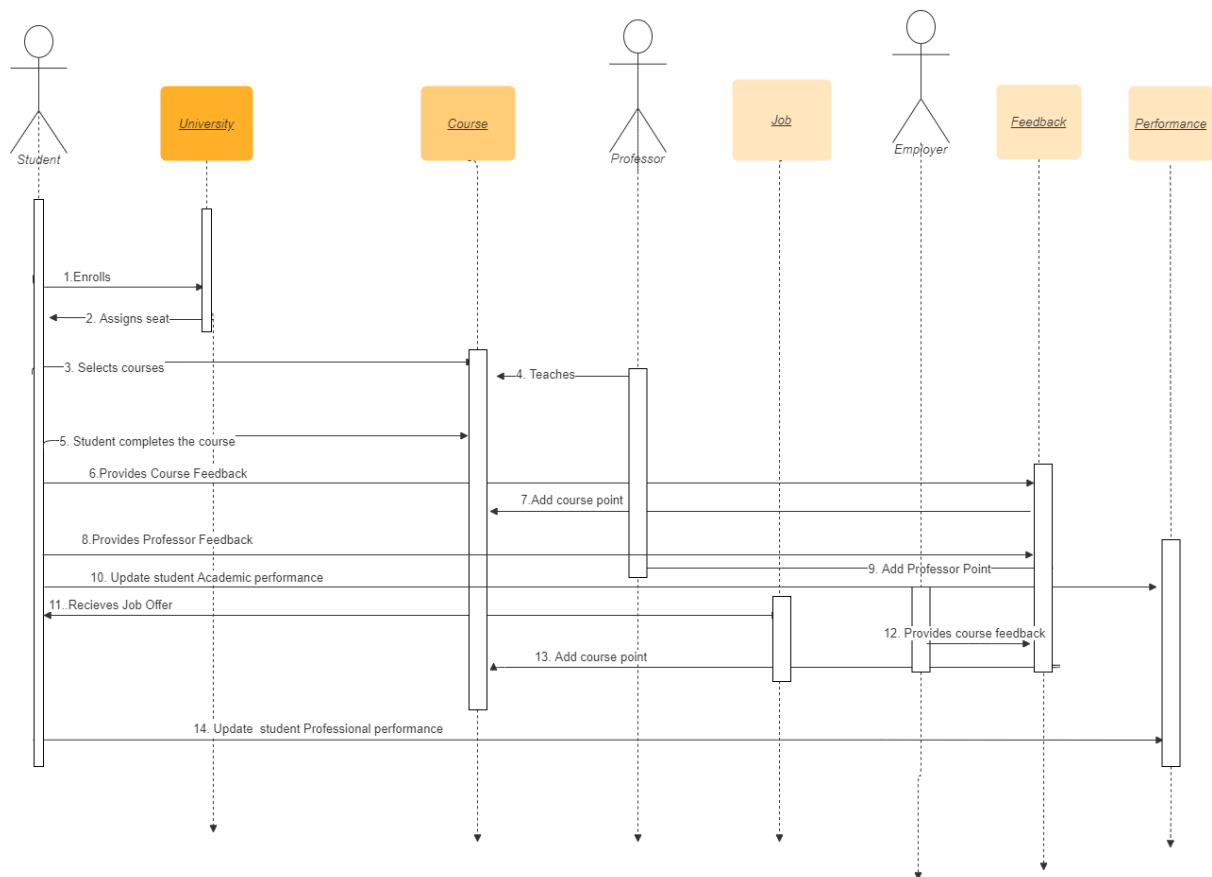 Student
University
Course
Professor
Job
Employer
Feedback
Performance
1.Enrolls
2. Assigns seat
3. Selects courses
4. Teaches
5. Student completes the course
6.Provides Course Feedback
7.Add course point
8.Provides Professor Feedback
9. Add Professor Point
10. Update student Academic performance
11..Recieves Job Offer
12. Provides course feedback
13. Add course point
14. Update  student Professional performance